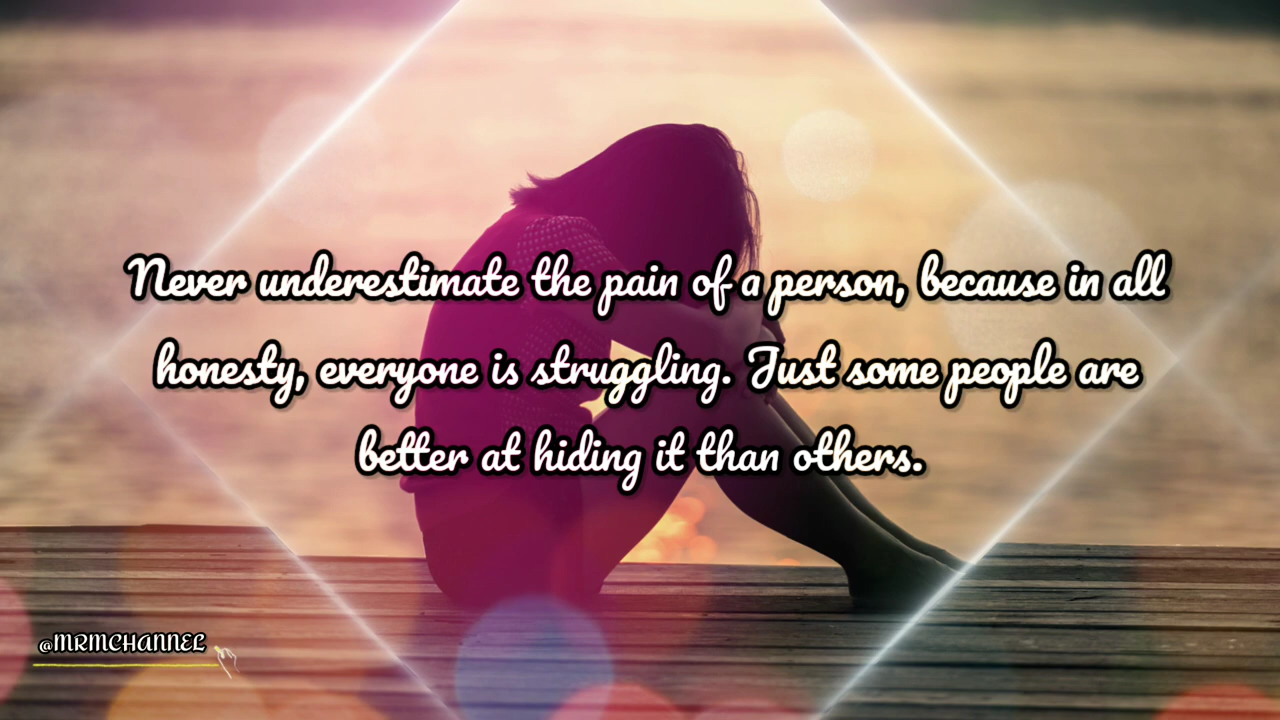 Never underestimate the pain of a person, because in all
honesty, everyone is struggling. Just some people are
better at hiding it than others.
@MRMCHANNEL